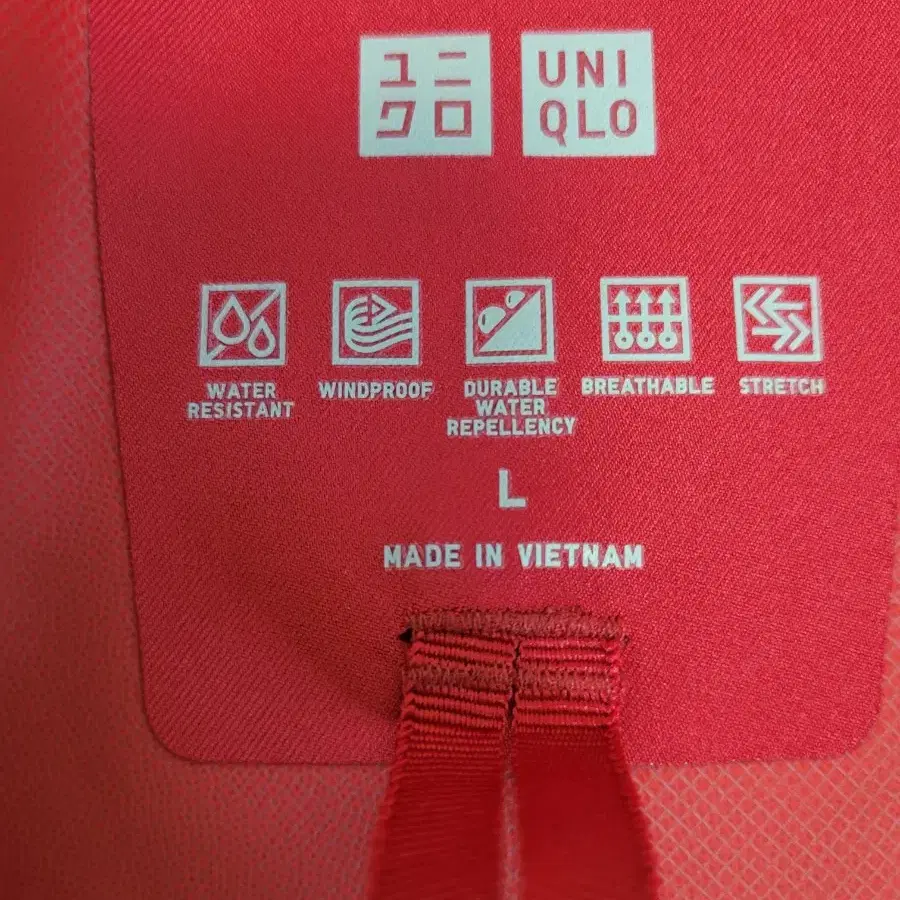 ユニ
クロ
UNI
QLO
WATER
RESISTANT
WINDPROOF
DURABLE
WATER
REPELLENCY
BREATHABLE
STRETCH
L
MADE IN VIETNAM